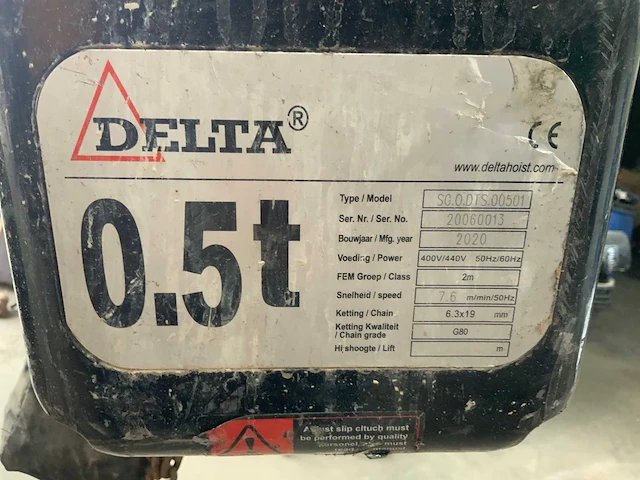 DELTA®
CE
www.deltahoist.com
0.5t
Type / Model SG.O.DTS.00501
Ser. Nr. / Ser. No. 20060013
Bouwjaar / Mfg. year 2020
Voeding / Power 400V/440V 50Hz/60Hz
FEM Groep / Class 2m
Snelheid / speed 7.6 m/min/50Hz
Ketting / Chain 6.3x19 mm
Ketting Kwaliteit
/ Chain grade G80
Hi shoogte / Lift m
slip cltuch must
be performed by quality
must